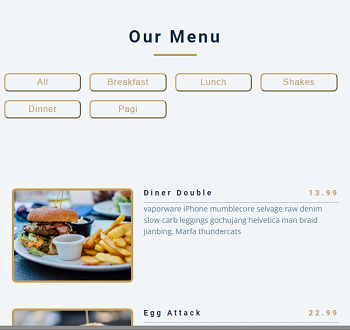 Our Menu
All Breakfast Lunch Shakes
Dinner Pagi
Diner Double 13.99
vaporware iPhone mumblecore selvage raw denim
slow-carb leggings gochujang helvetica man braid
jianbing. Marfa thundercats
Egg Attack 22.99